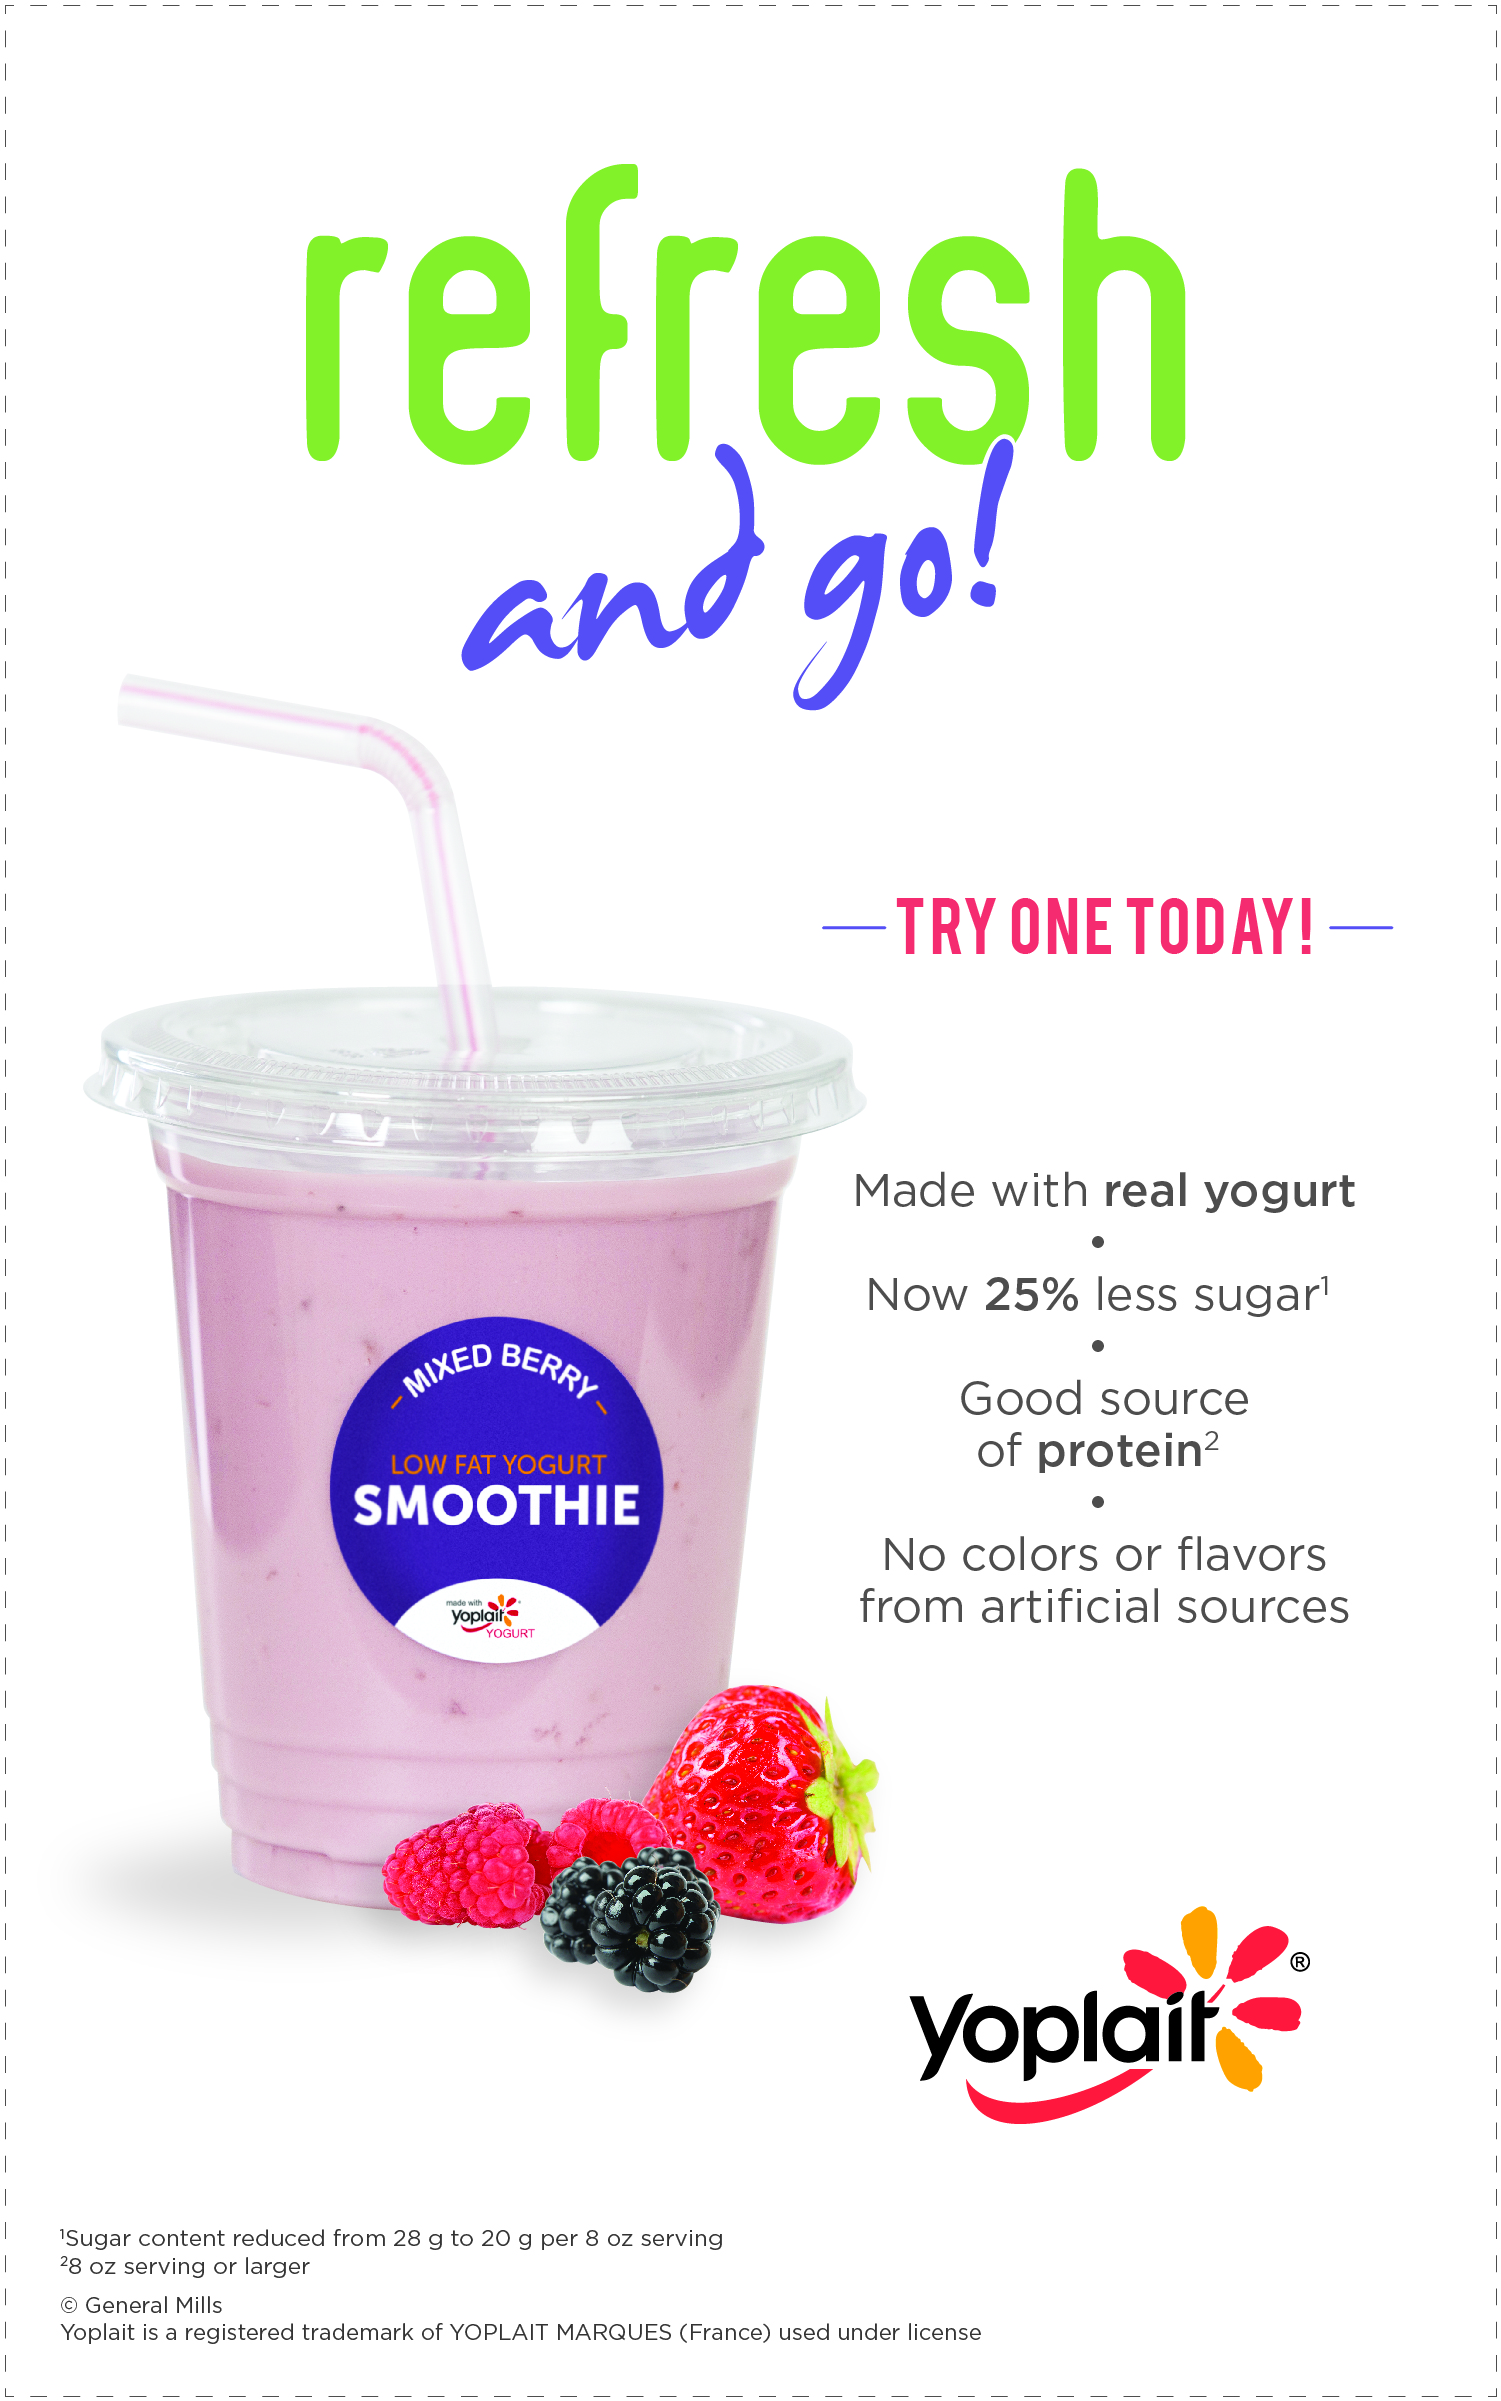 refresh
and go!
TRY ONE TODAY!
Made with real yogurt
•
Now 25% less sugar¹
•
Good source
of protein²
•
No colors or flavors
from artificial sources
MIXED BERRY
LOW FAT YOGURT
SMOOTHIE
made with
Yoplait®
YOGURT
Yoplait®
¹Sugar content reduced from 28 g to 20 g per 8 oz serving
²8 oz serving or larger
© General Mills
Yoplait is a registered trademark of YOPLAIT MARQUES (France) used under license